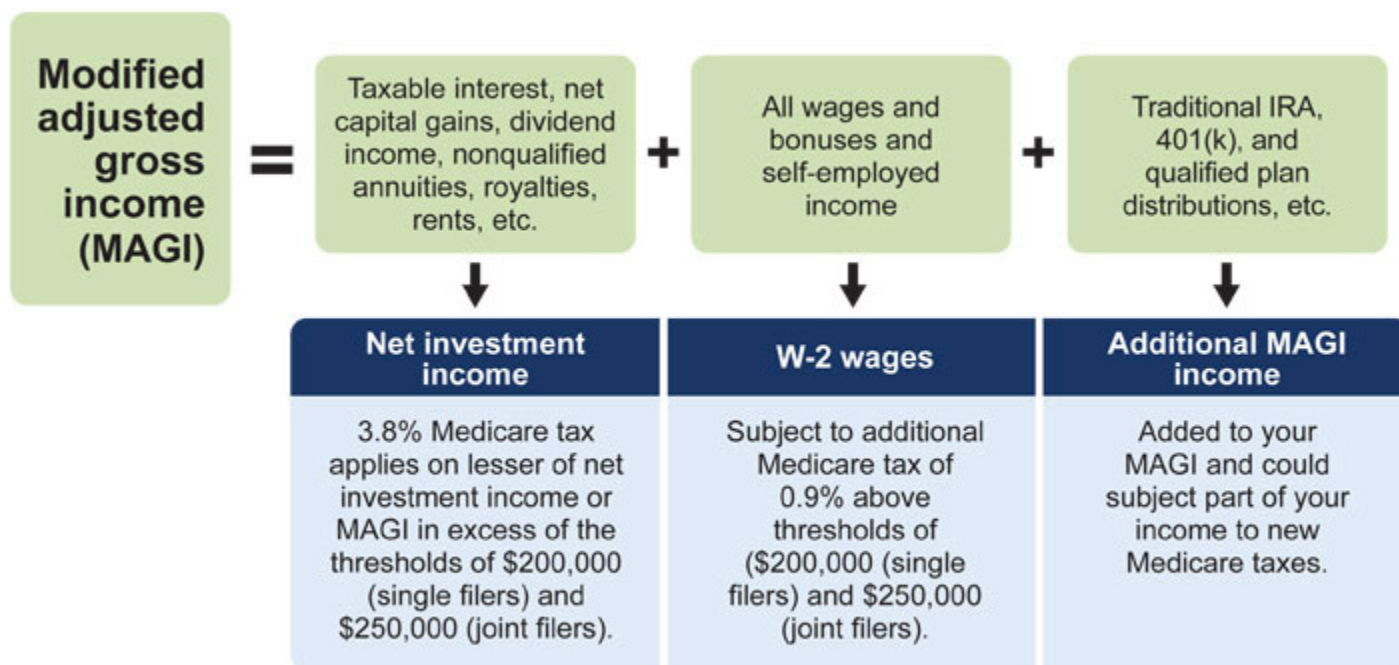 Modified
adjusted
gross
income
(MAGI)
=
Taxable interest, net
capital gains, dividend
income, nonqualified
annuities, royalties,
rents, etc.
+
All wages and
bonuses and
self-employed
income
+
Traditional IRA,
401(k), and
qualified plan
distributions, etc.
Net investment
income
3.8% Medicare tax
applies on lesser of net
investment income or
MAGI in excess of the
thresholds of $200,000
(single filers) and
$250,000 (joint filers).
W-2 wages
Subject to additional
Medicare tax of
0.9% above
thresholds of
($200,000 (single
filers) and $250,000
(joint filers).
Additional MAGI
income
Added to your
MAGI and could
subject part of your
income to new
Medicare taxes.